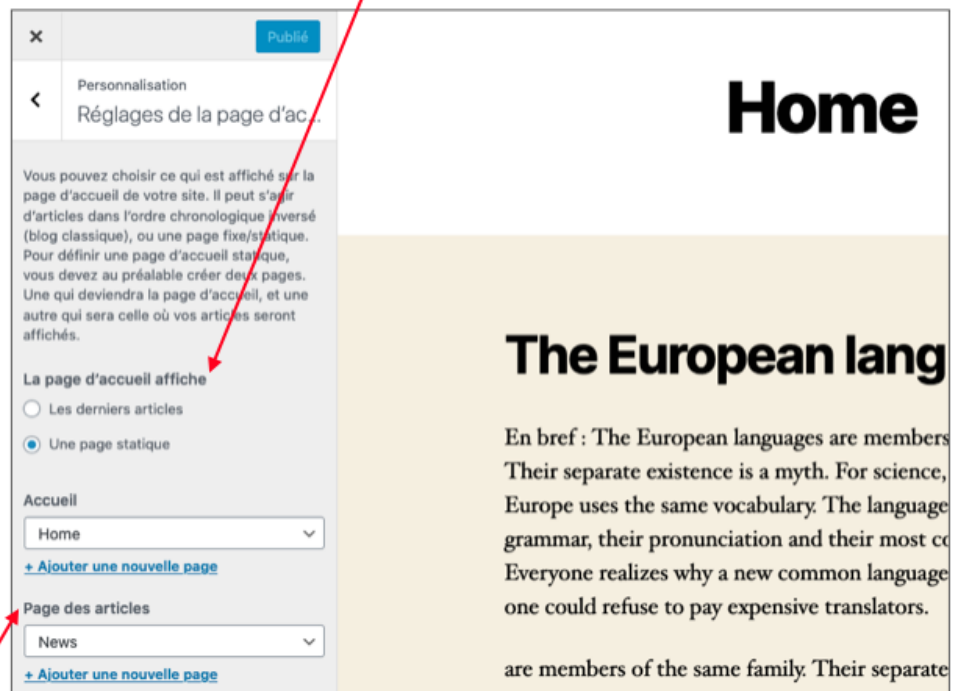 Publié
Personnalisation
Réglages de la page d'ac...
Vous pouvez choisir ce qui est affiché sur la
page d'accueil de votre site. Il peut s'agir
d'articles dans l'ordre chronologique inversé
(blog classique), ou une page fixe/statique.
Pour définir une page d'accueil statique,
vous devez au préalable créer deux pages.
Une qui deviendra la page d'accueil, et une
autre qui sera celle où vos articles seront
affichés.
La page d'accueil affiche
Les derniers articles
Une page statique
Accueil
Home
+ Ajouter une nouvelle page
Page des articles
News
+ Ajouter une nouvelle page
Home
The European lang
En bref : The European languages are members
Their separate existence is a myth. For science,
Europe uses the same vocabulary. The language
grammar, their pronunciation and their most co
Everyone realizes why a new common language
one could refuse to pay expensive translators.
are members of the same family. Their separate